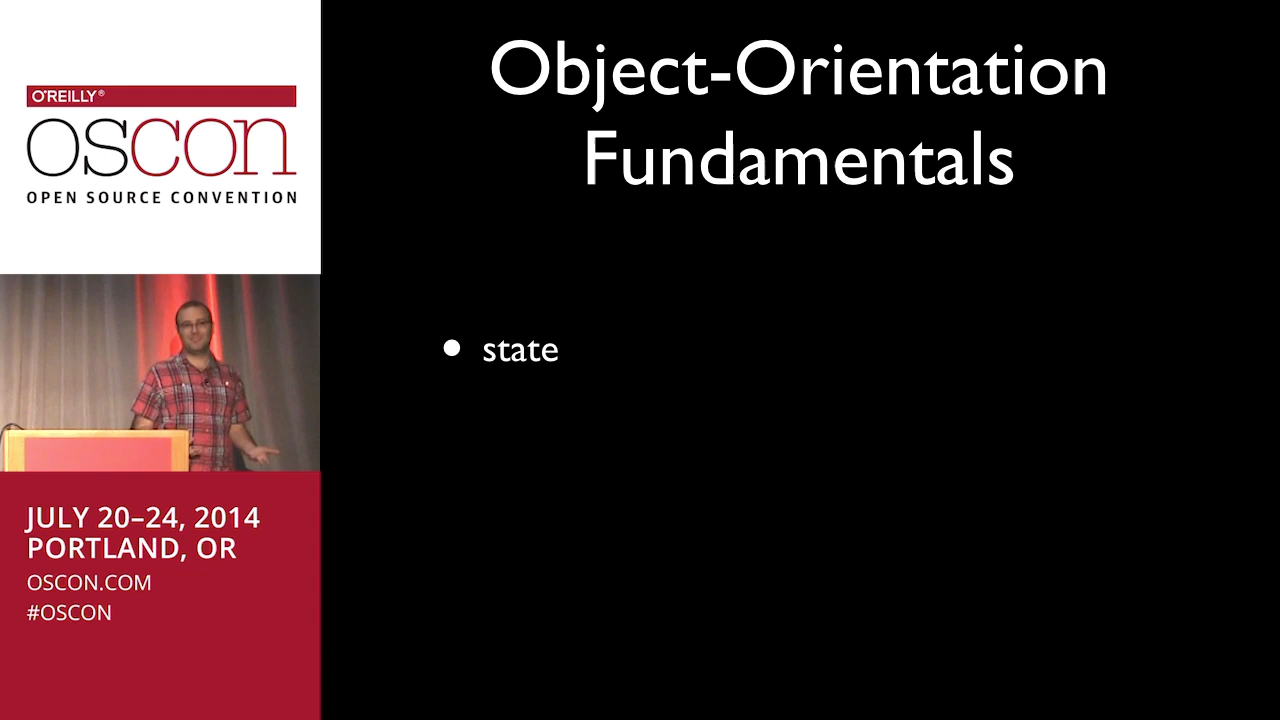 O'REILLY®
OSCON
OPEN SOURCE CONVENTION
JULY 20–24, 2014
PORTLAND, OR
OSCON.COM
#OSCON
Object-Orientation
Fundamentals
• state